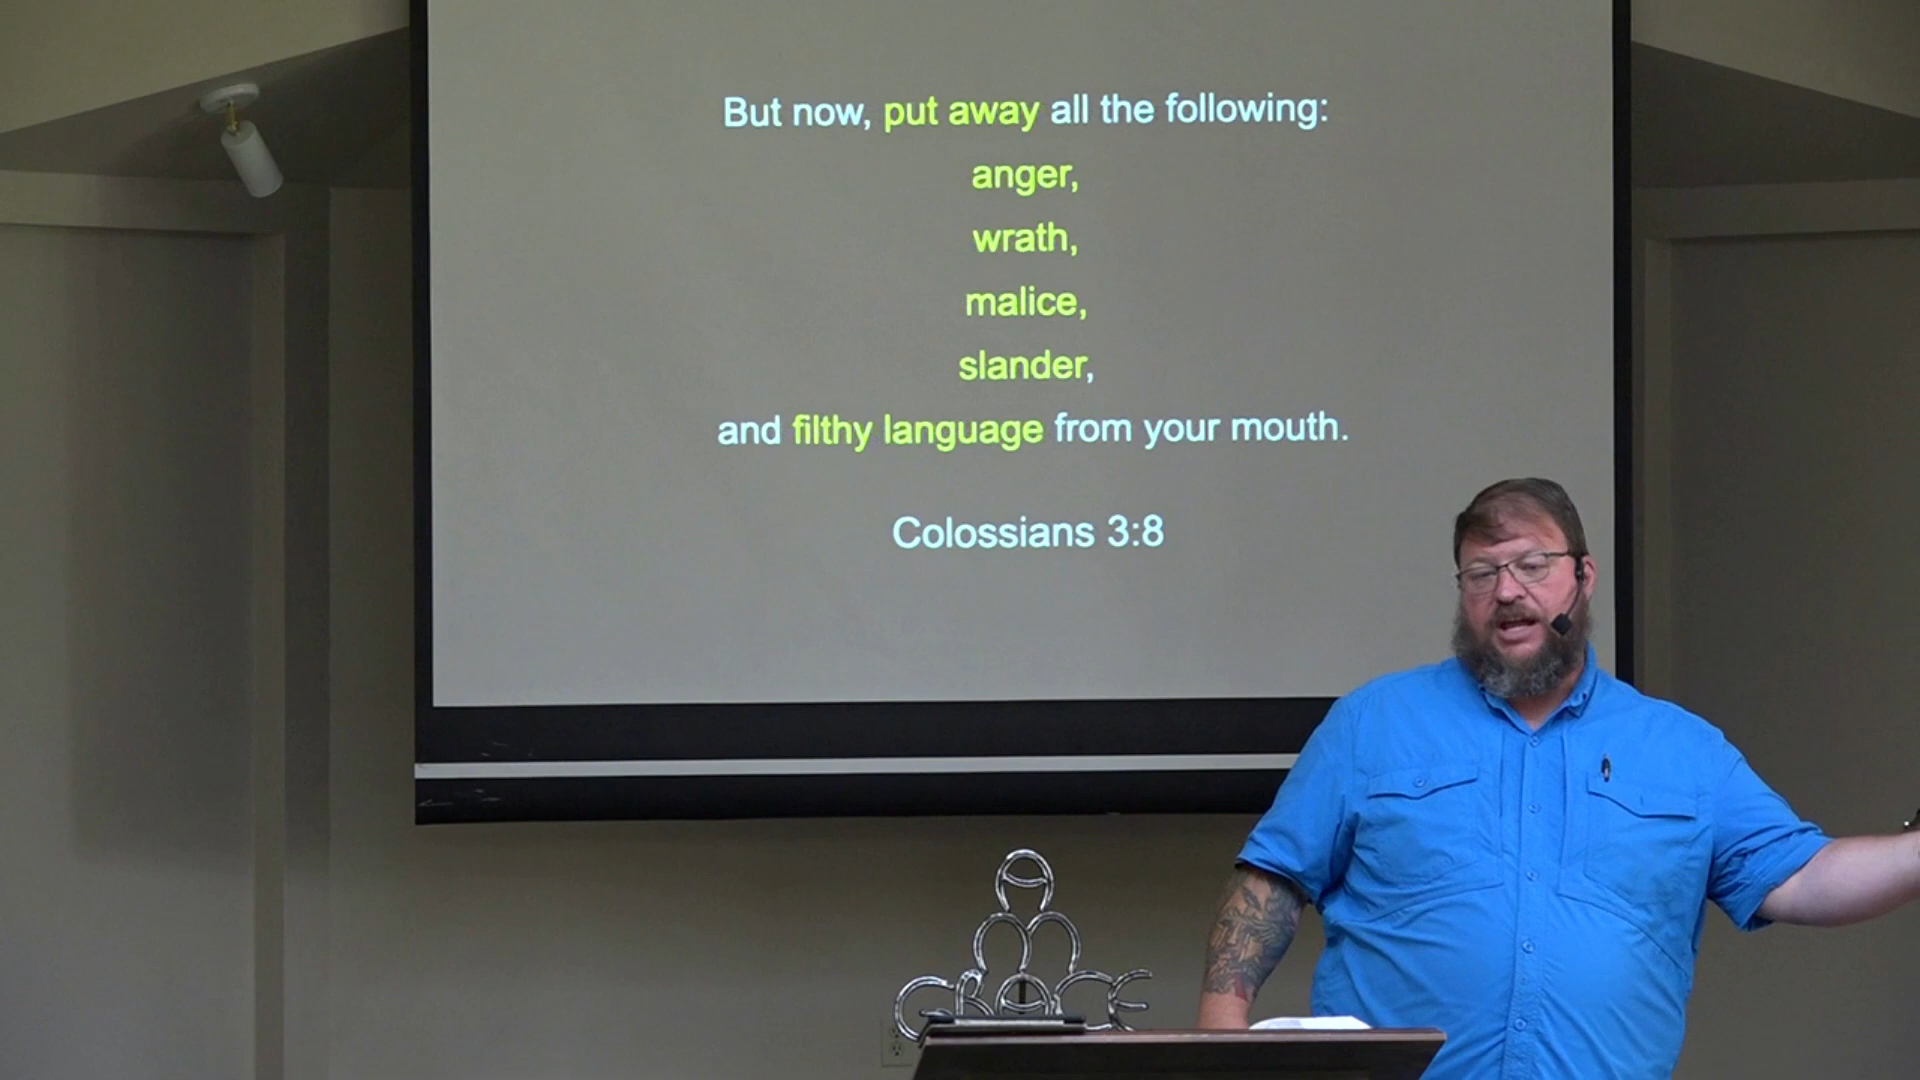 But now, put away all the following:
anger,
wrath,
malice,
slander,
and filthy language from your mouth.
Colossians 3:8
GRACE